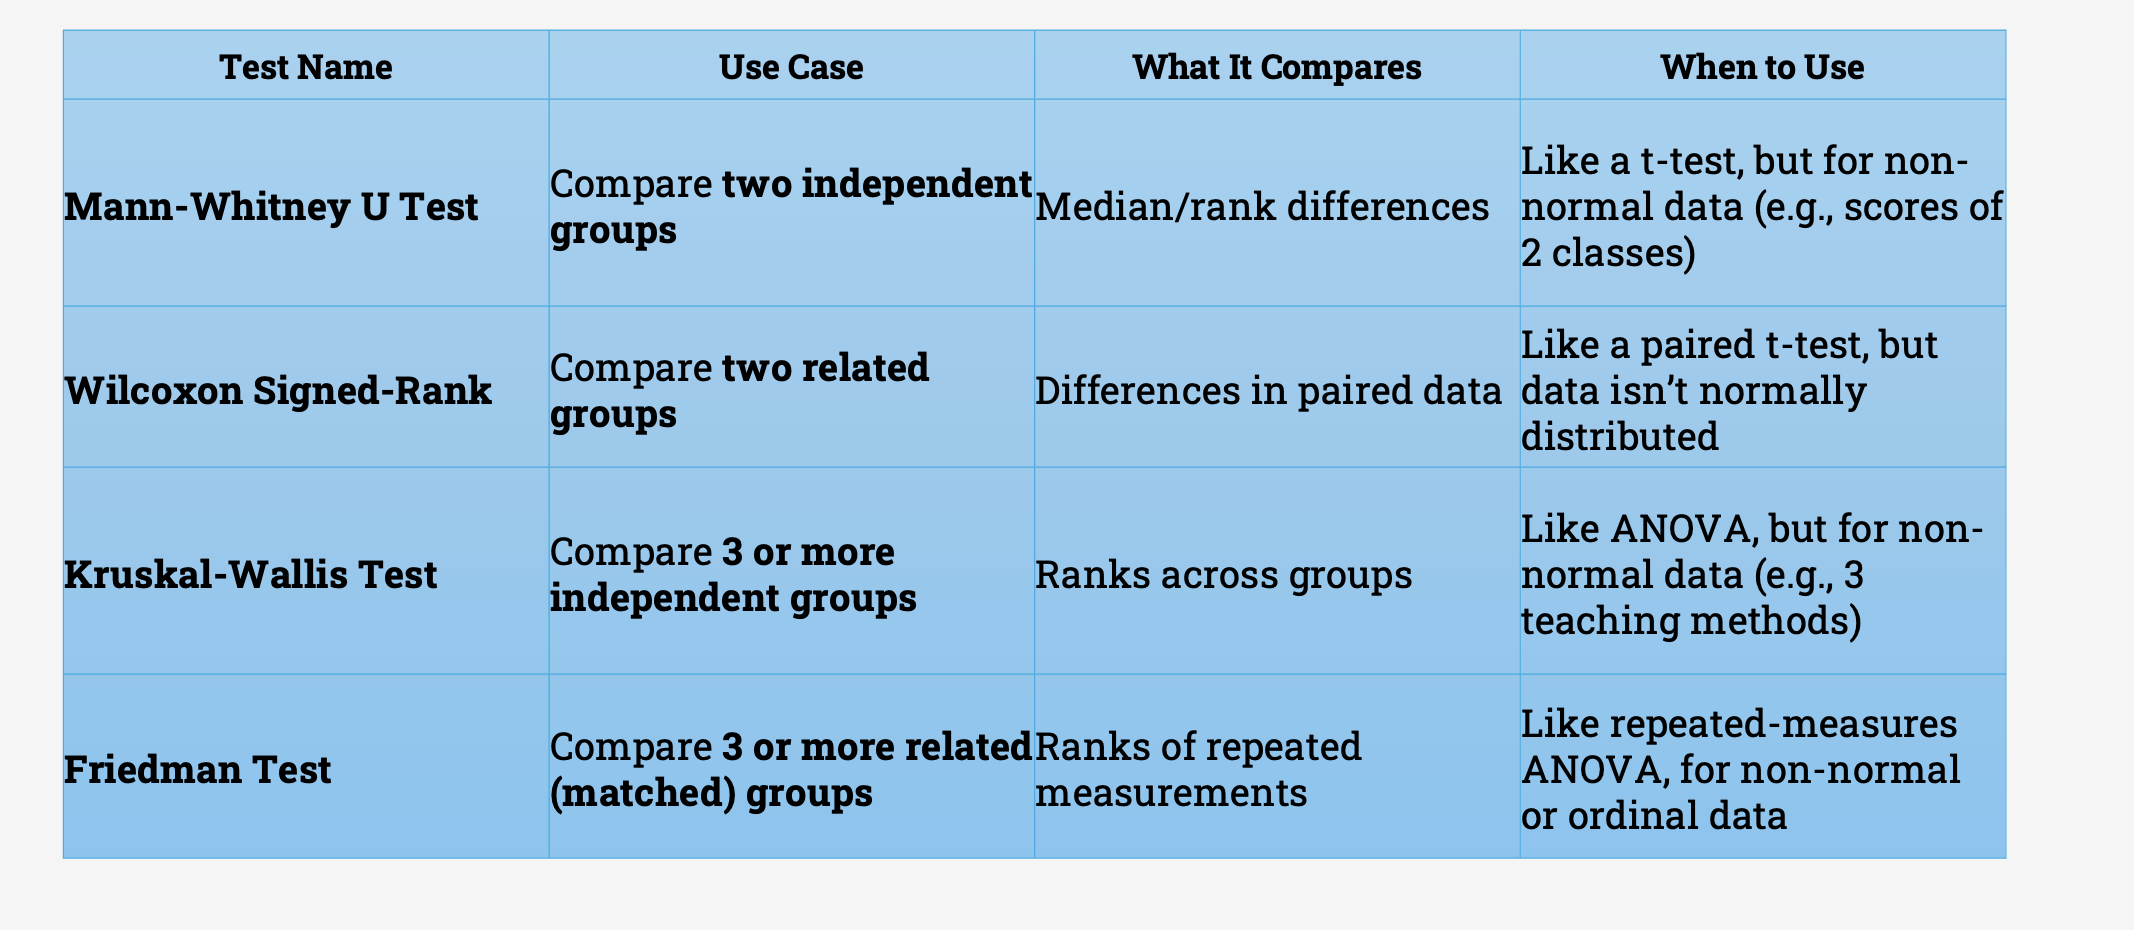 Test Name
Use Case
What It Compares
When to Use
Mann-Whitney U Test
Compare two independent
groups
Median/rank differences
Like a t-test, but for non-
normal data (e.g., scores of
2 classes)
Wilcoxon Signed-Rank
Compare two related
groups
Differences in paired data
Like a paired t-test, but
data isn’t normally
distributed
Kruskal-Wallis Test
Compare 3 or more
independent groups
Ranks across groups
Like ANOVA, but for non-
normal data (e.g., 3
teaching methods)
Friedman Test
Compare 3 or more related
(matched) groups
Ranks of repeated
measurements
Like repeated-measures
ANOVA, for non-normal
or ordinal data